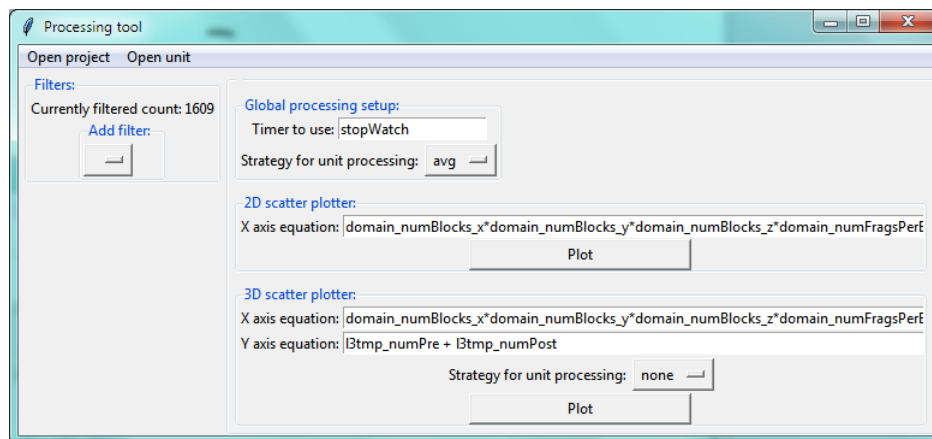 Processing tool
Open project Open unit
Filters:
Currently filtered count: 1609
Add filter:
Global processing setup:
Timer to use: stopWatch
Strategy for unit processing: avg
2D scatter plotter:
X axis equation: domain_numBlocks_x*domain_numBlocks_y*domain_numBlocks_z*domain_numFragsPerE
Plot
3D scatter plotter:
X axis equation: domain_numBlocks_x*domain_numBlocks_y*domain_numBlocks_z*domain_numFragsPerE
Y axis equation: l3tmp_numPre + l3tmp_numPost
Strategy for unit processing: none
Plot